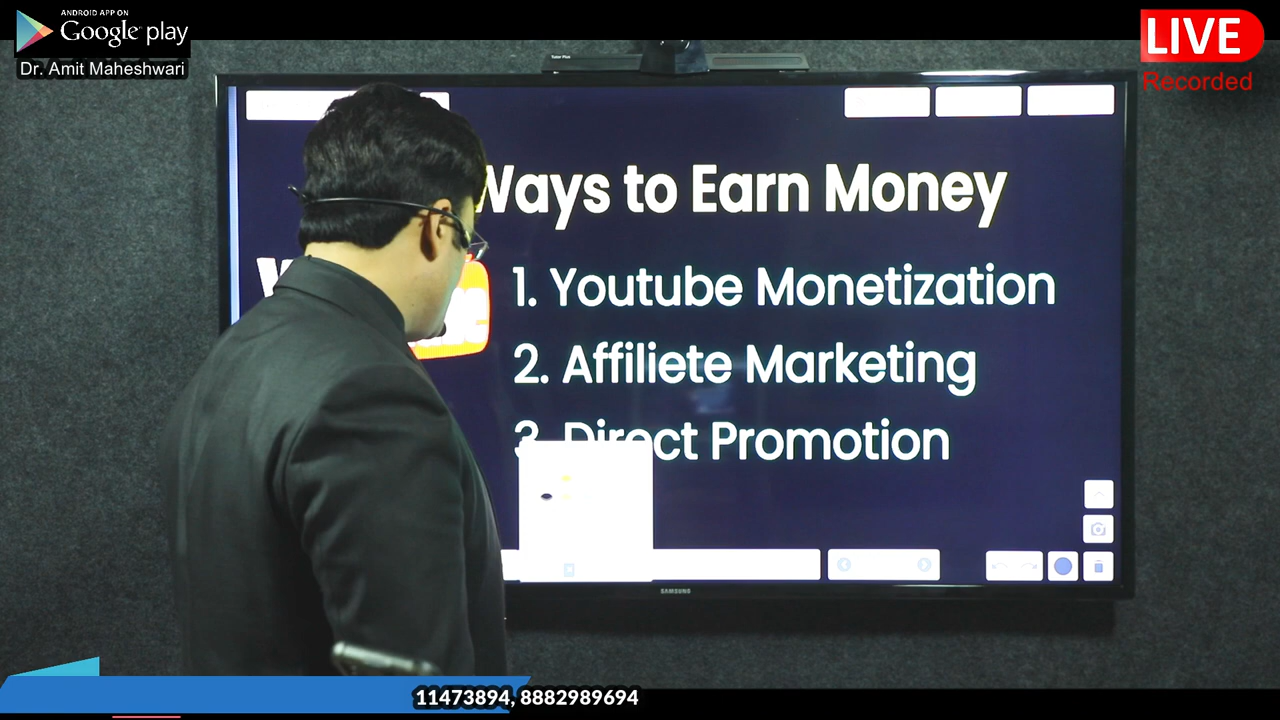 ANDROID APP ON
Google play
Dr. Amit Maheshwari
LIVE
Recorded
Ways to Earn Money
1. Youtube Monetization
2. Affiliete Marketing
3. Direct Promotion
SAMSUNG
11473894, 8882989694